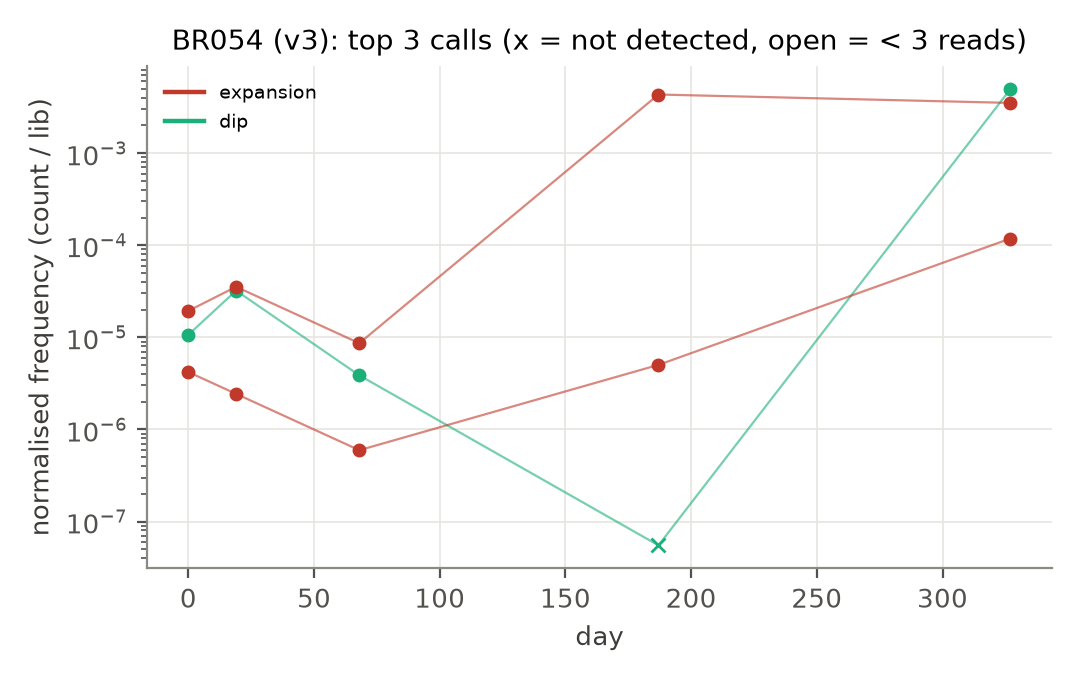 BR054 (v3): top 3 calls (x = not detected, open = < 3 reads)
expansion
dip
normalised frequency (count / lib)
10⁻³
10⁻⁴
10⁻⁵
10⁻⁶
10⁻⁷
0 50 100 150 200 250 300
day